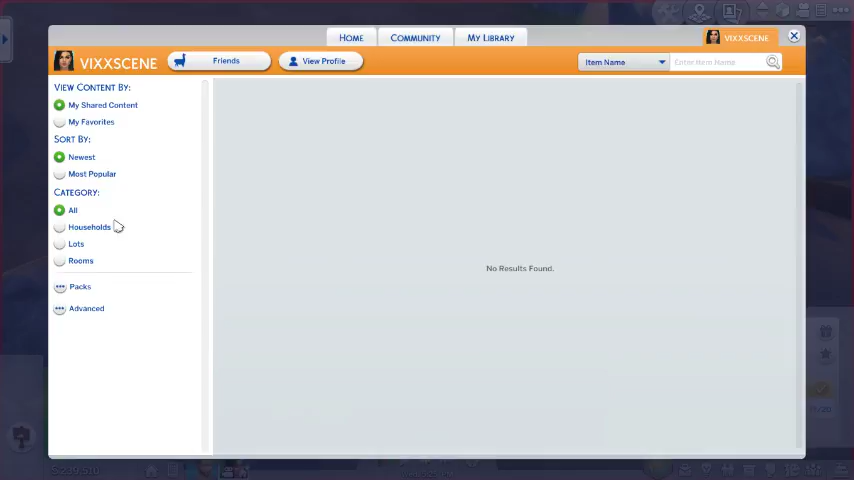 HOME COMMUNITY MY LIBRARY VIXXSCENE
VIXXSCENE Friends View Profile Item Name Enter Item Name
VIEW CONTENT BY:
My Shared Content
My Favorites
SORT BY:
Newest
Most Popular
CATEGORY:
All
Households
Lots
Rooms
Packs
Advanced
No Results Found.